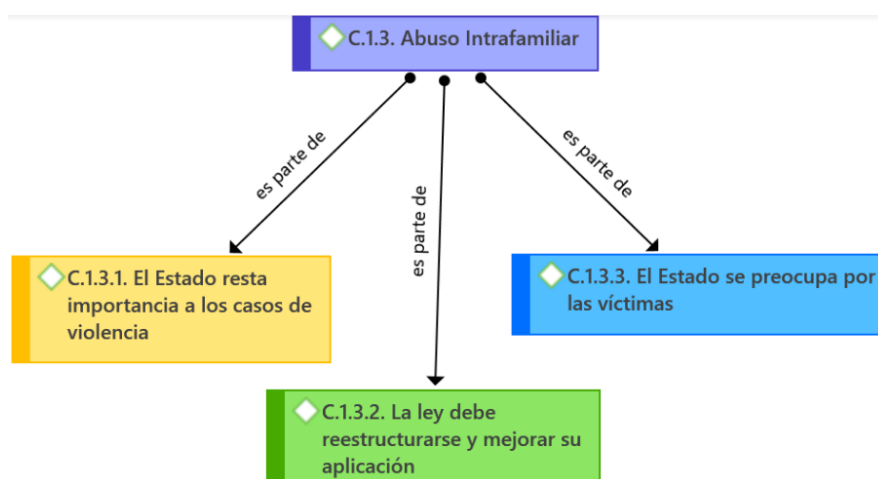 C.1.3. Abuso Intrafamiliar
es parte de
es parte de
es parte de
C.1.3.1. El Estado resta
importancia a los casos de
violencia
C.1.3.3. El Estado se preocupa por
las víctimas
C.1.3.2. La ley debe
reestructurarse y mejorar su
aplicación